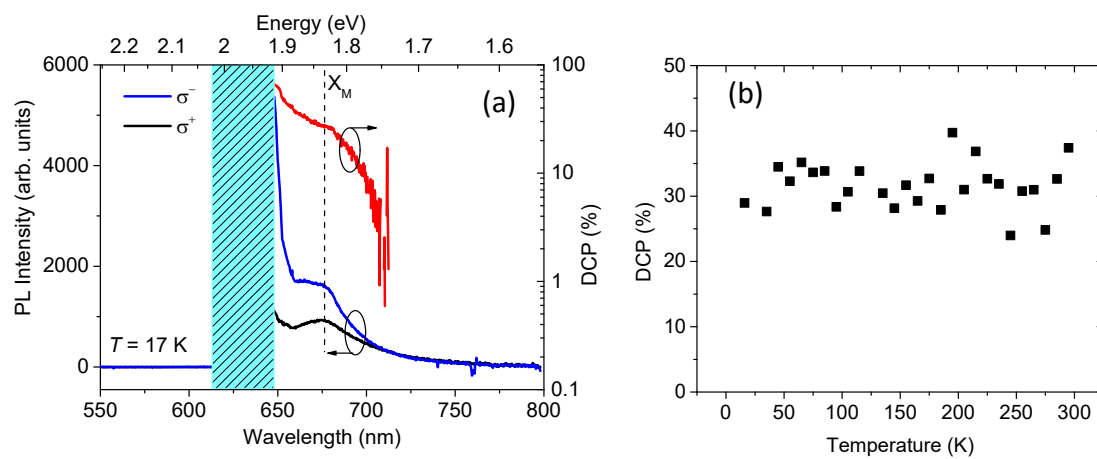 Energy (eV)
2.2 2.1 2 1.9 1.8 1.7 1.6
6000 100 50
X_M
σ⁻ (a) (b)
σ⁺
40
4000 10
PL Intensity (arb. units) DCP (%) DCP (%)
30
2000 1 20
10
T = 17 K
0 0.1 0
550 600 650 700 750 800 0 50 100 150 200 250 300
Wavelength (nm) Temperature (K)